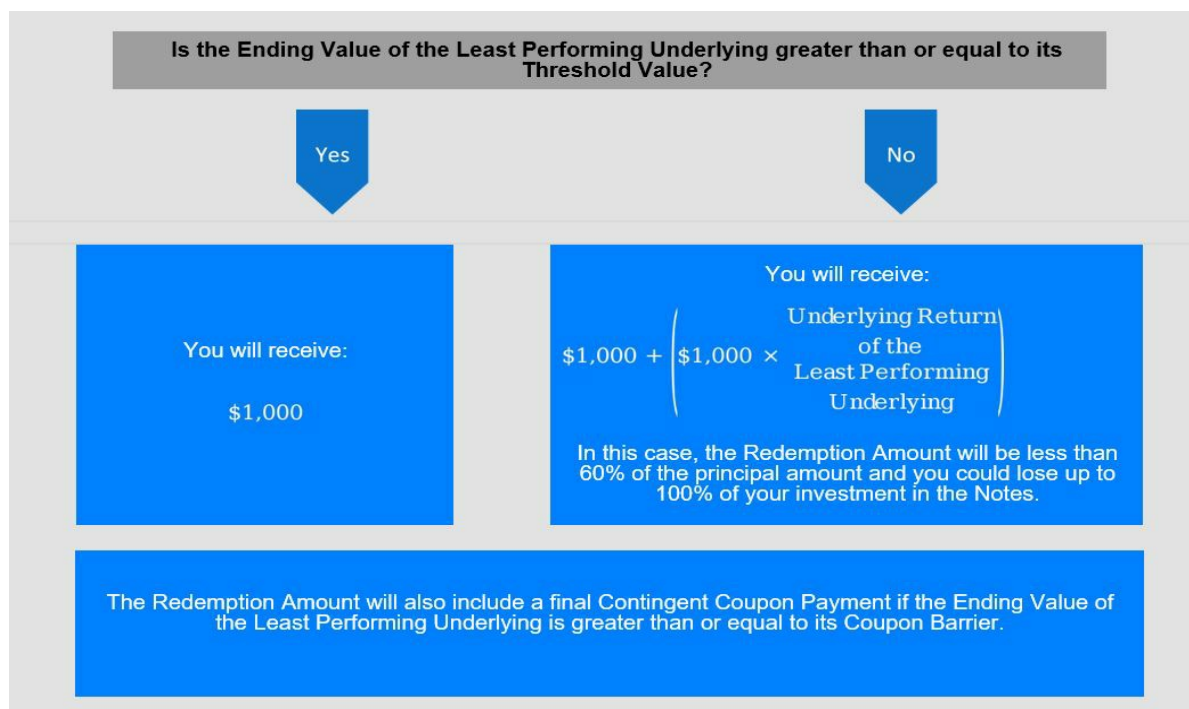 Is the Ending Value of the Least Performing Underlying greater than or equal to its
Threshold Value?
Yes
No
You will receive:
$1,000
You will receive:
$1,000 + ($1,000 × Underlying Return
of the
Least Performing
Underlying)
In this case, the Redemption Amount will be less than
60% of the principal amount and you could lose up to
100% of your investment in the Notes.
The Redemption Amount will also include a final Contingent Coupon Payment if the Ending Value of
the Least Performing Underlying is greater than or equal to its Coupon Barrier.